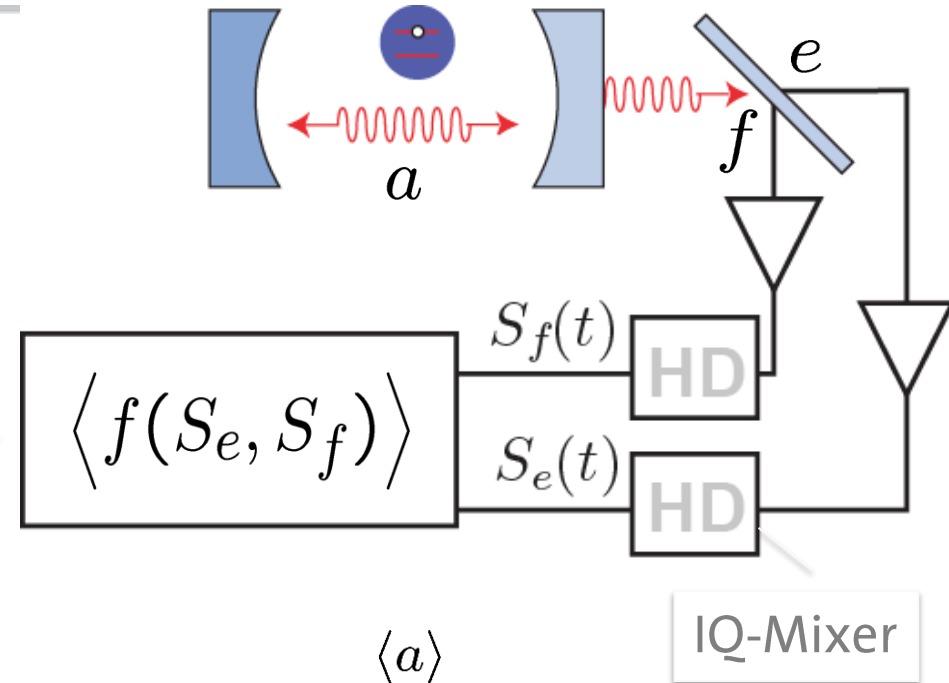 e
f
a
S_f(t)
HD
⟨f(S_e, S_f)⟩
S_e(t)
HD
IQ-Mixer
⟨a⟩